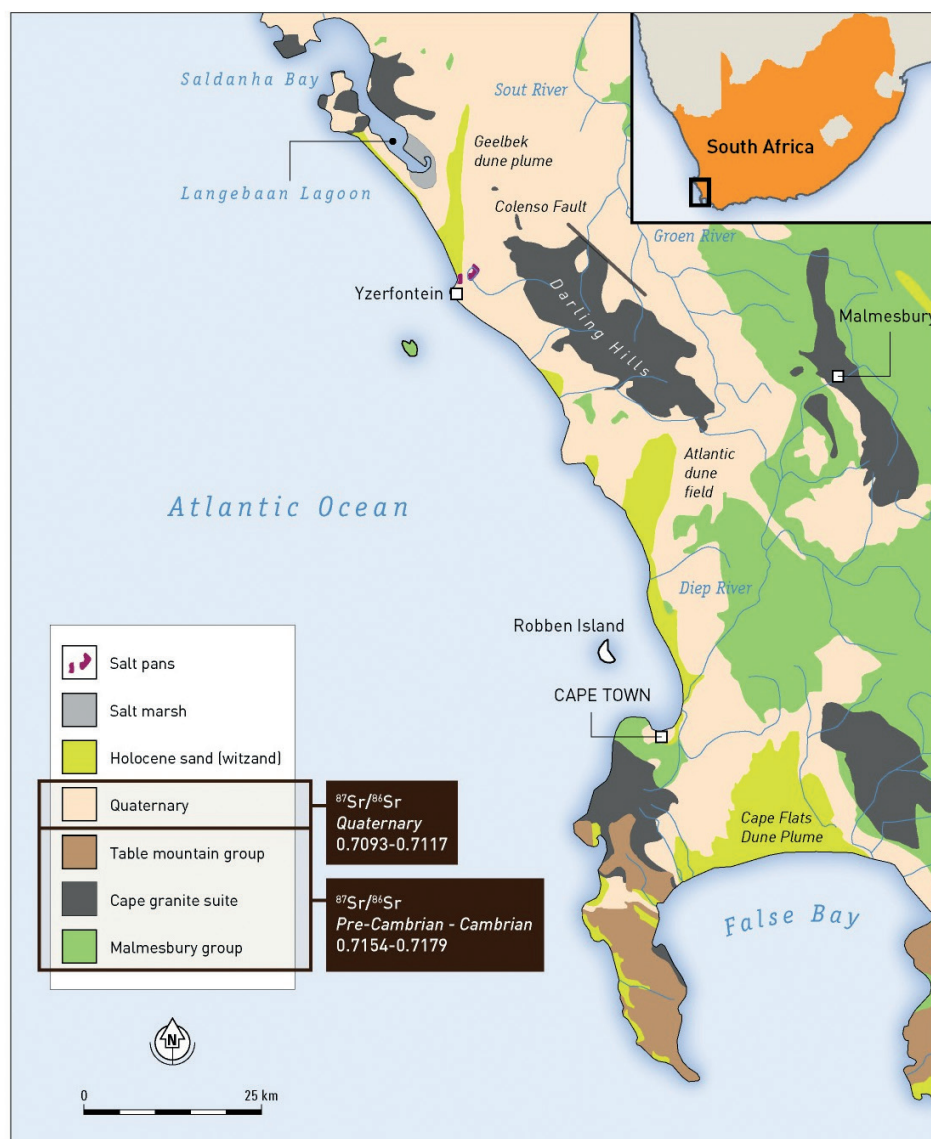 Saldanha Bay
Sout River
South Africa
Geelbek
dune plume
Langebaan Lagoon
Colenso Fault
Groen River
Yzerfontein
Darling Hills
Malmesbury
Atlantic
dune
field
Atlantic Ocean
Diep River
Robben Island
CAPE TOWN
Cape Flats
Dune Plume
False Bay
Salt pans
Salt marsh
Holocene sand (witzand)
Quaternary
Table mountain group
Cape granite suite
Malmesbury group
⁸⁷Sr/⁸⁶Sr
Quaternary
0.7093-0.7117
⁸⁷Sr/⁸⁶Sr
Pre-Cambrian - Cambrian
0.7154-0.7179
N
0 25 km